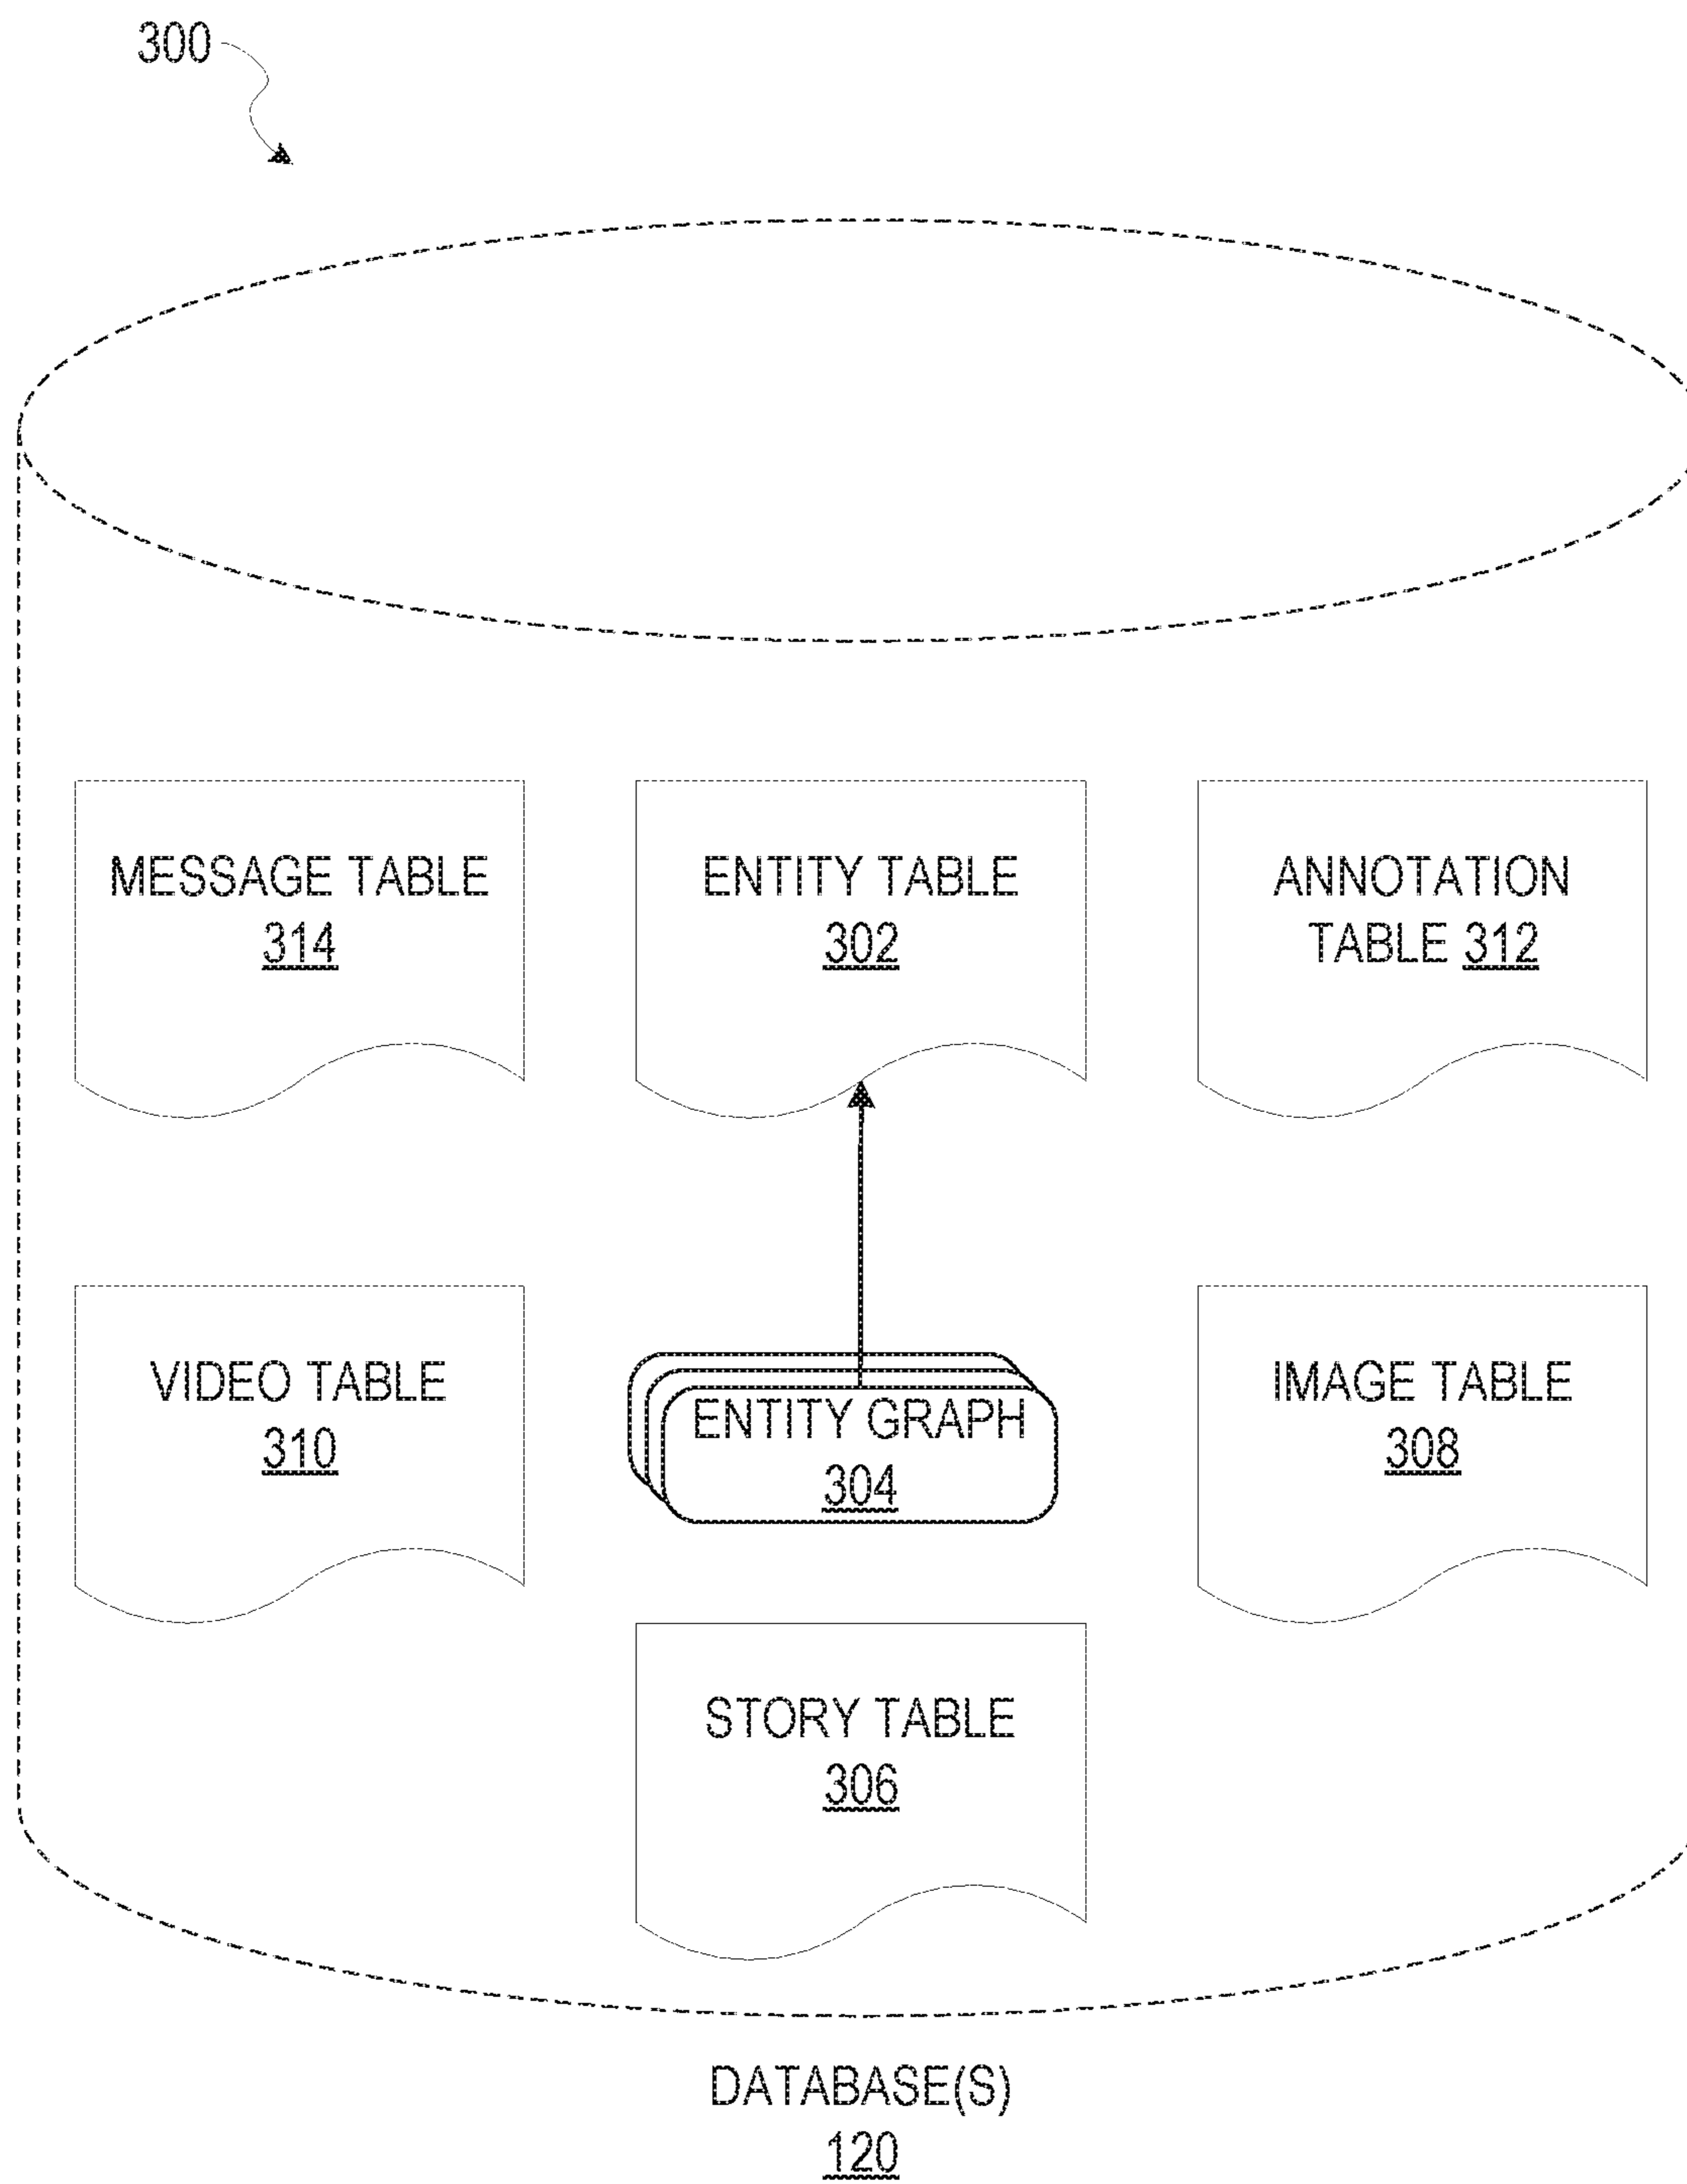 300
MESSAGE TABLE
314
ENTITY TABLE
302
ANNOTATION
TABLE 312
VIDEO TABLE
310
ENTITY GRAPH
304
IMAGE TABLE
308
STORY TABLE
306
DATABASE(S)
120